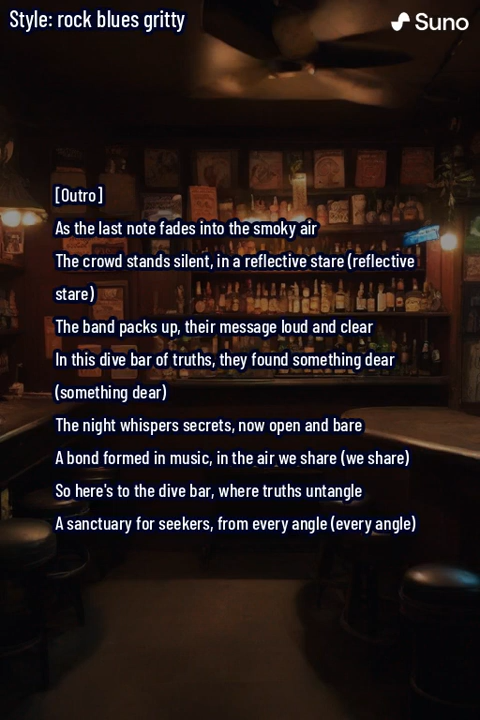 Style: rock blues gritty
Suno
[Outro]
As the last note fades into the smoky air
The crowd stands silent, in a reflective stare (reflective
stare)
The band packs up, their message loud and clear
In this dive bar of truths, they found something dear
(something dear)
The night whispers secrets, now open and bare
A bond formed in music, in the air we share (we share)
So here's to the dive bar, where truths untangle
A sanctuary for seekers, from every angle (every angle)